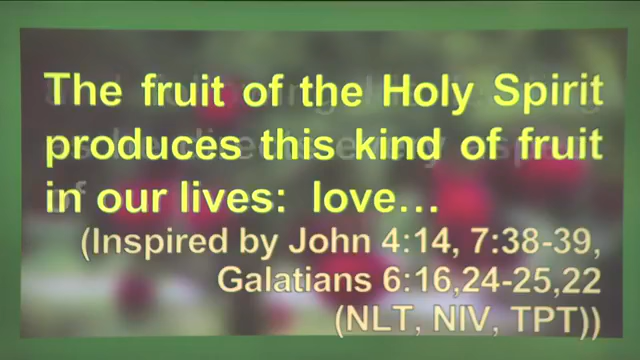 The fruit of the Holy Spirit
produces this kind of fruit
in our lives: love...
(Inspired by John 4:14, 7:38-39,
Galatians 6:16,24-25,22
(NLT, NIV, TPT))